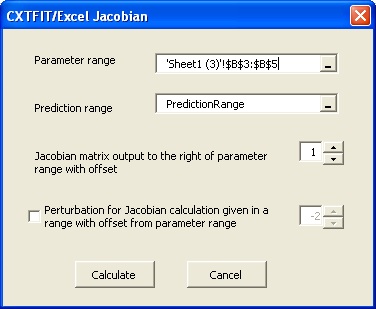 CXTFIT/Excel Jacobian
Parameter range
'Sheet1 (3)'!$B$3:$B$5
Prediction range
PredictionRange
Jacobian matrix output to the right of parameter
range with offset
1
Perturbation for Jacobian calculation given in a
range with offset from parameter range
-2
Calculate
Cancel